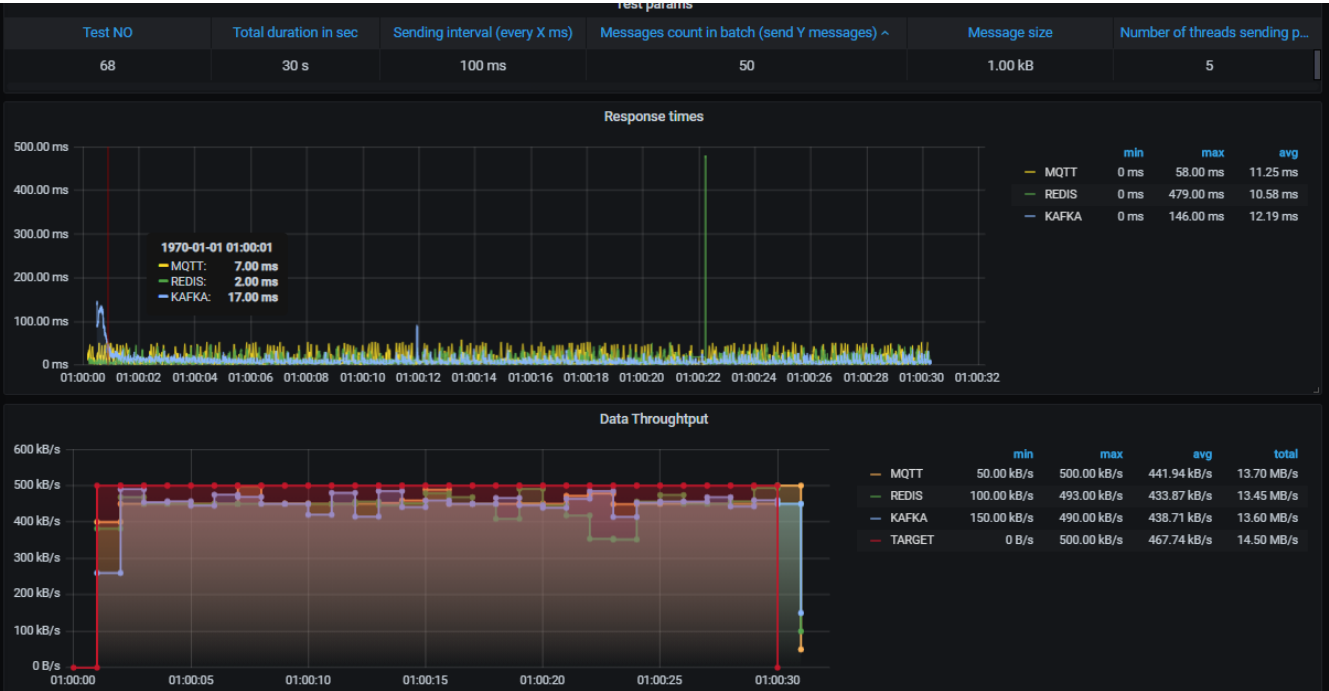 Test params
Test NO Total duration in sec Sending interval (every X ms) Messages count in batch (send Y messages) Message size Number of threads sending p...
68 30 s 100 ms 50 1.00 kB 5
Response times
500.00 ms
400.00 ms
300.00 ms
200.00 ms
100.00 ms
0 ms
01:00:00 01:00:02 01:00:04 01:00:06 01:00:08 01:00:10 01:00:12 01:00:14 01:00:16 01:00:18 01:00:20 01:00:22 01:00:24 01:00:26 01:00:28 01:00:30 01:00:32
1970-01-01 01:00:01
MQTT: 7.00 ms
REDIS: 2.00 ms
KAFKA: 17.00 ms
min max avg
MQTT 0 ms 58.00 ms 11.25 ms
REDIS 0 ms 479.00 ms 10.58 ms
KAFKA 0 ms 146.00 ms 12.19 ms
Data Throughtput
600 kB/s
500 kB/s
400 kB/s
300 kB/s
200 kB/s
100 kB/s
0 B/s
01:00:00 01:00:05 01:00:10 01:00:15 01:00:20 01:00:25 01:00:30
min max avg total
MQTT 50.00 kB/s 500.00 kB/s 441.94 kB/s 13.70 MB/s
REDIS 100.00 kB/s 493.00 kB/s 433.87 kB/s 13.45 MB/s
KAFKA 150.00 kB/s 490.00 kB/s 438.71 kB/s 13.60 MB/s
TARGET 0 B/s 500.00 kB/s 467.74 kB/s 14.50 MB/s